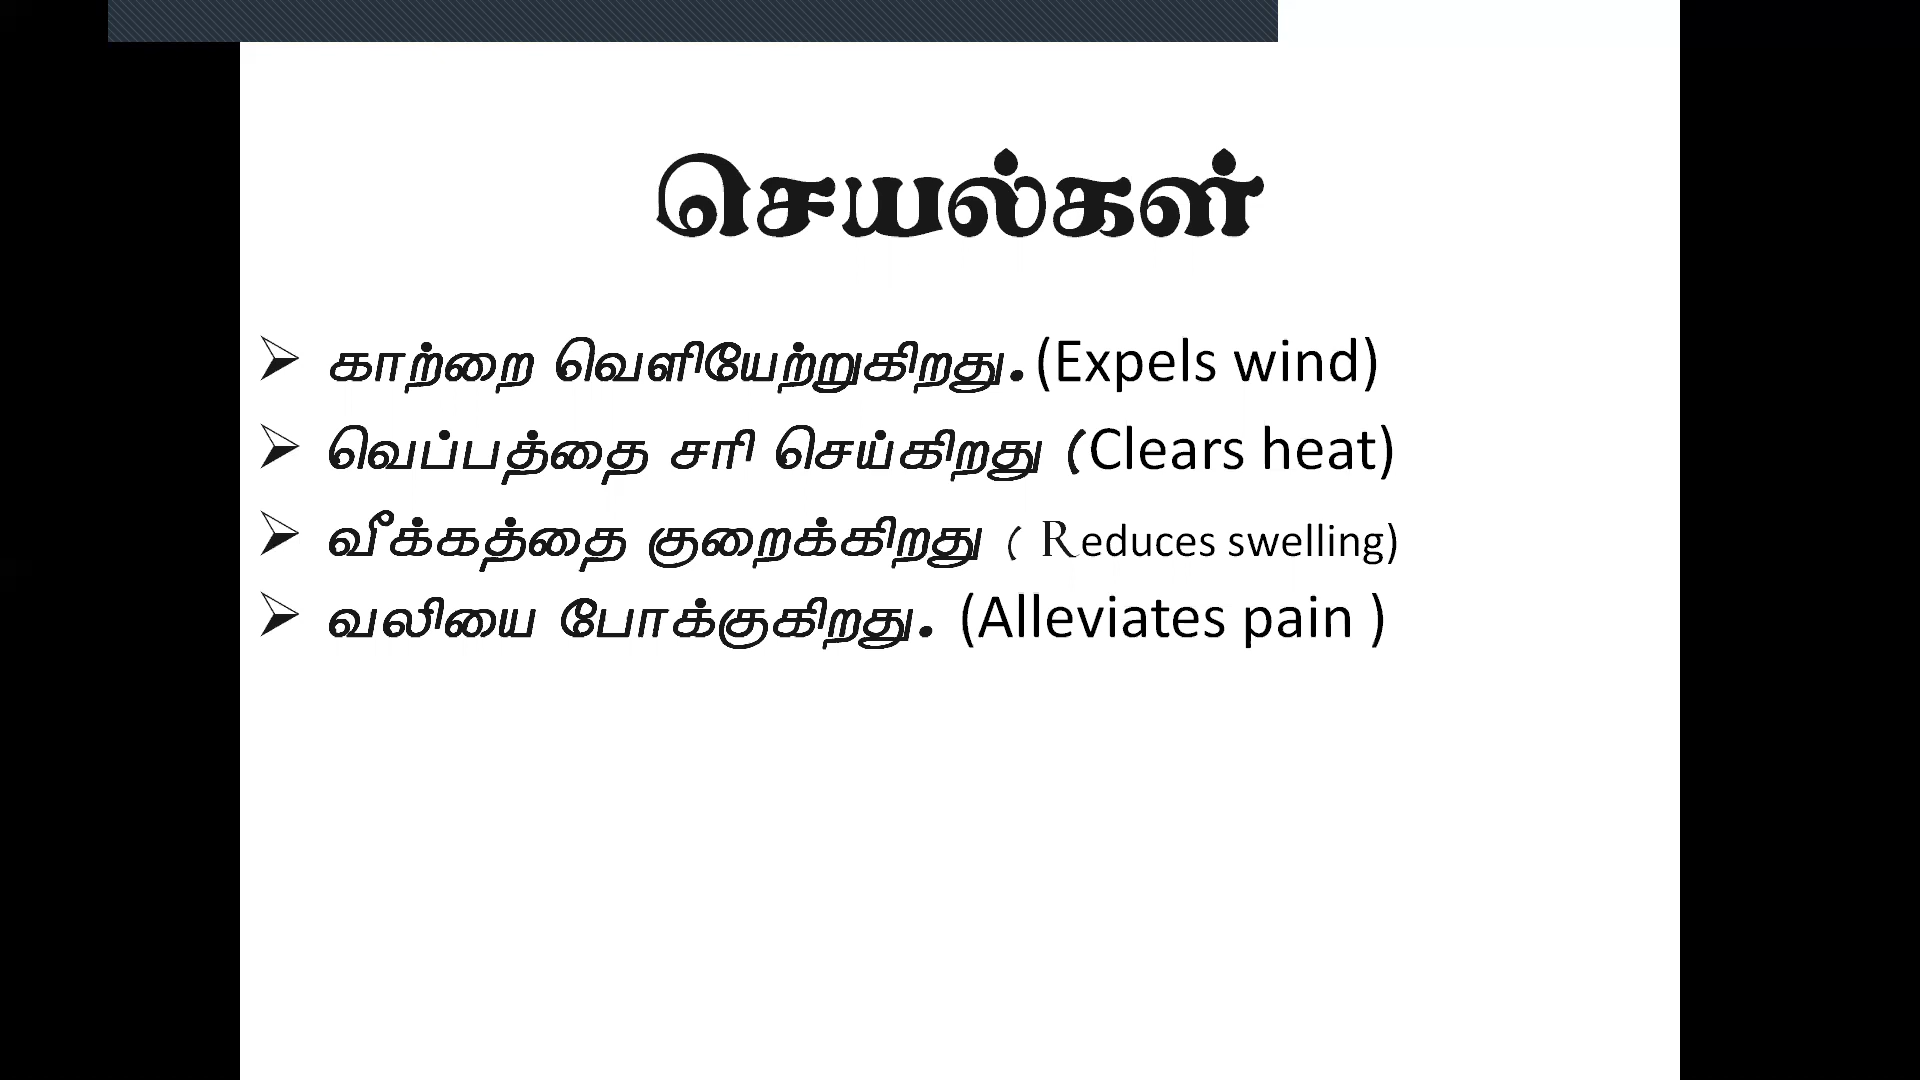 செயல்கள்
➢ காற்றை வெளியேற்றுகிறது.(Expels wind)
➢ வெப்பத்தை சரி செய்கிறது (Clears heat)
➢ வீக்கத்தை குறைக்கிறது ( Reduces swelling)
➢ வலியை போக்குகிறது. (Alleviates pain )